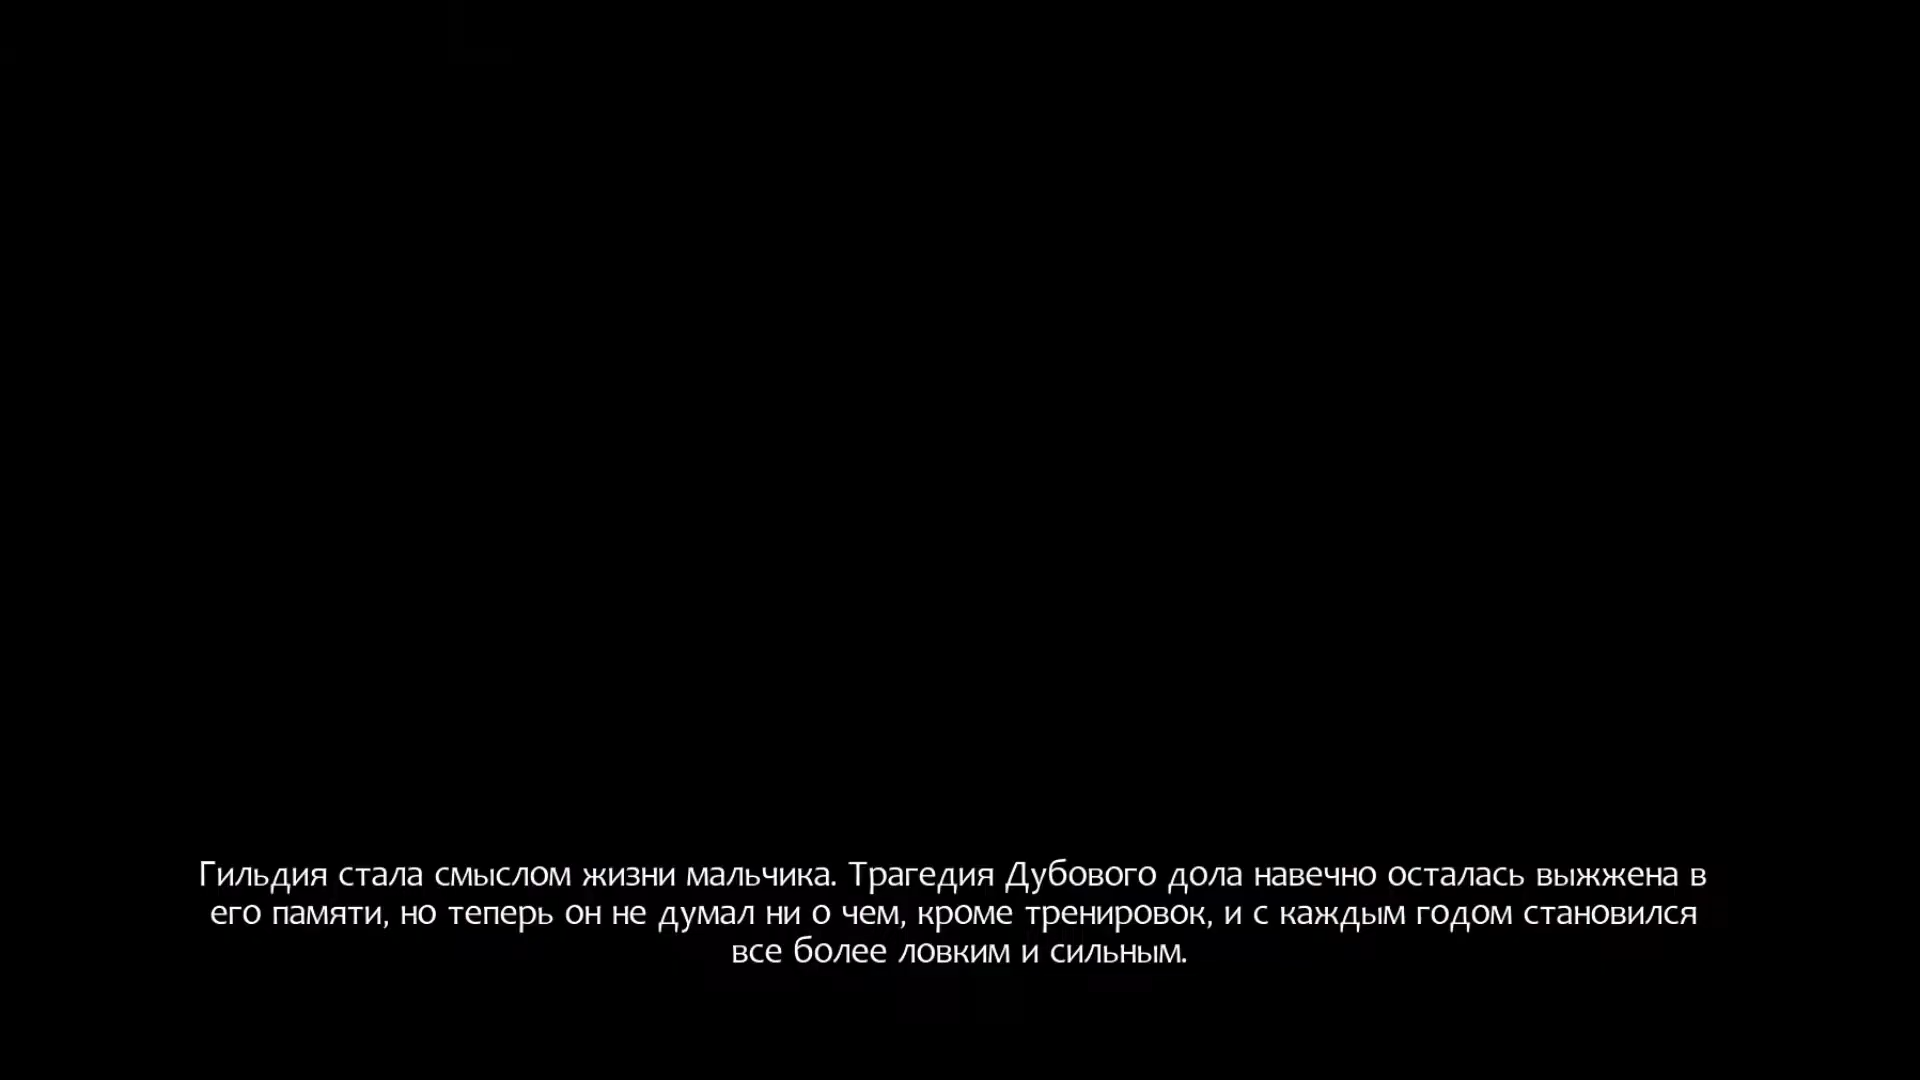 Гильдия стала смыслом жизни мальчика. Трагедия Дубового дола навечно осталась выжжена в
его памяти, но теперь он не думал ни о чем, кроме тренировок, и с каждым годом становился
все более ловким и сильным.